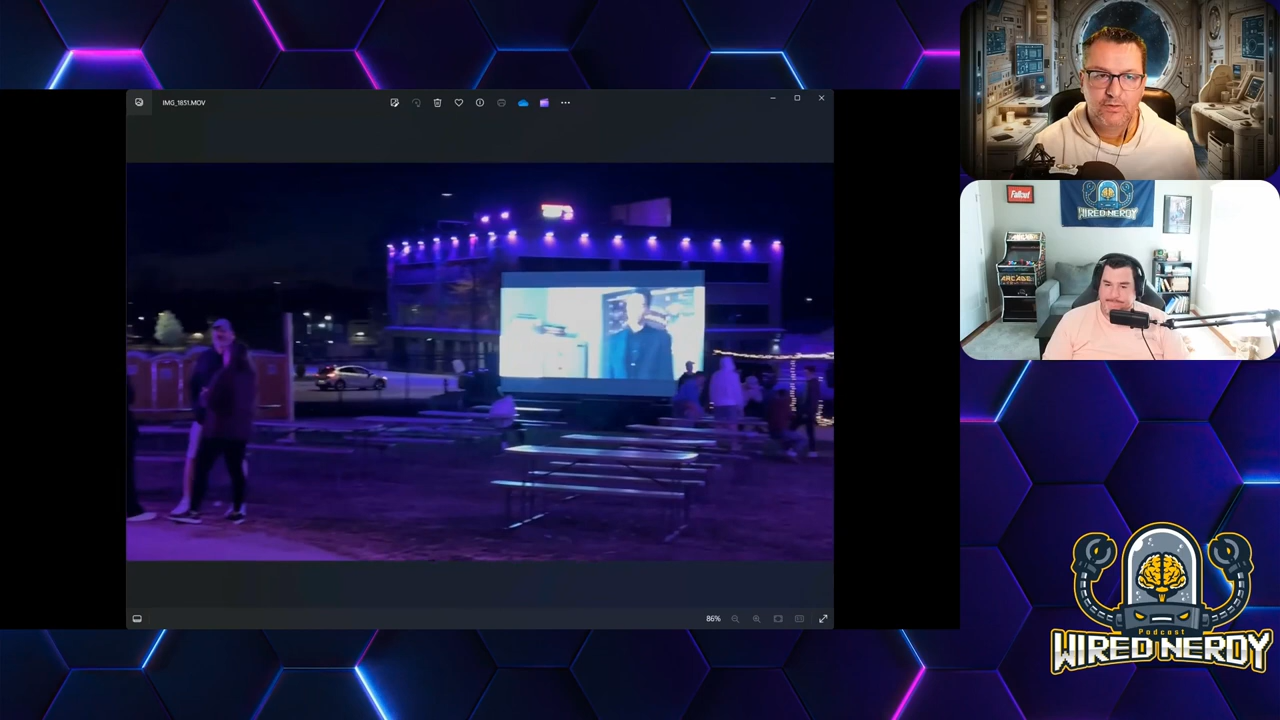 IMG_1851.MOV
86%
Fallout
WIRED NERDY
ARCADE
Podcast
WIRED NERDY